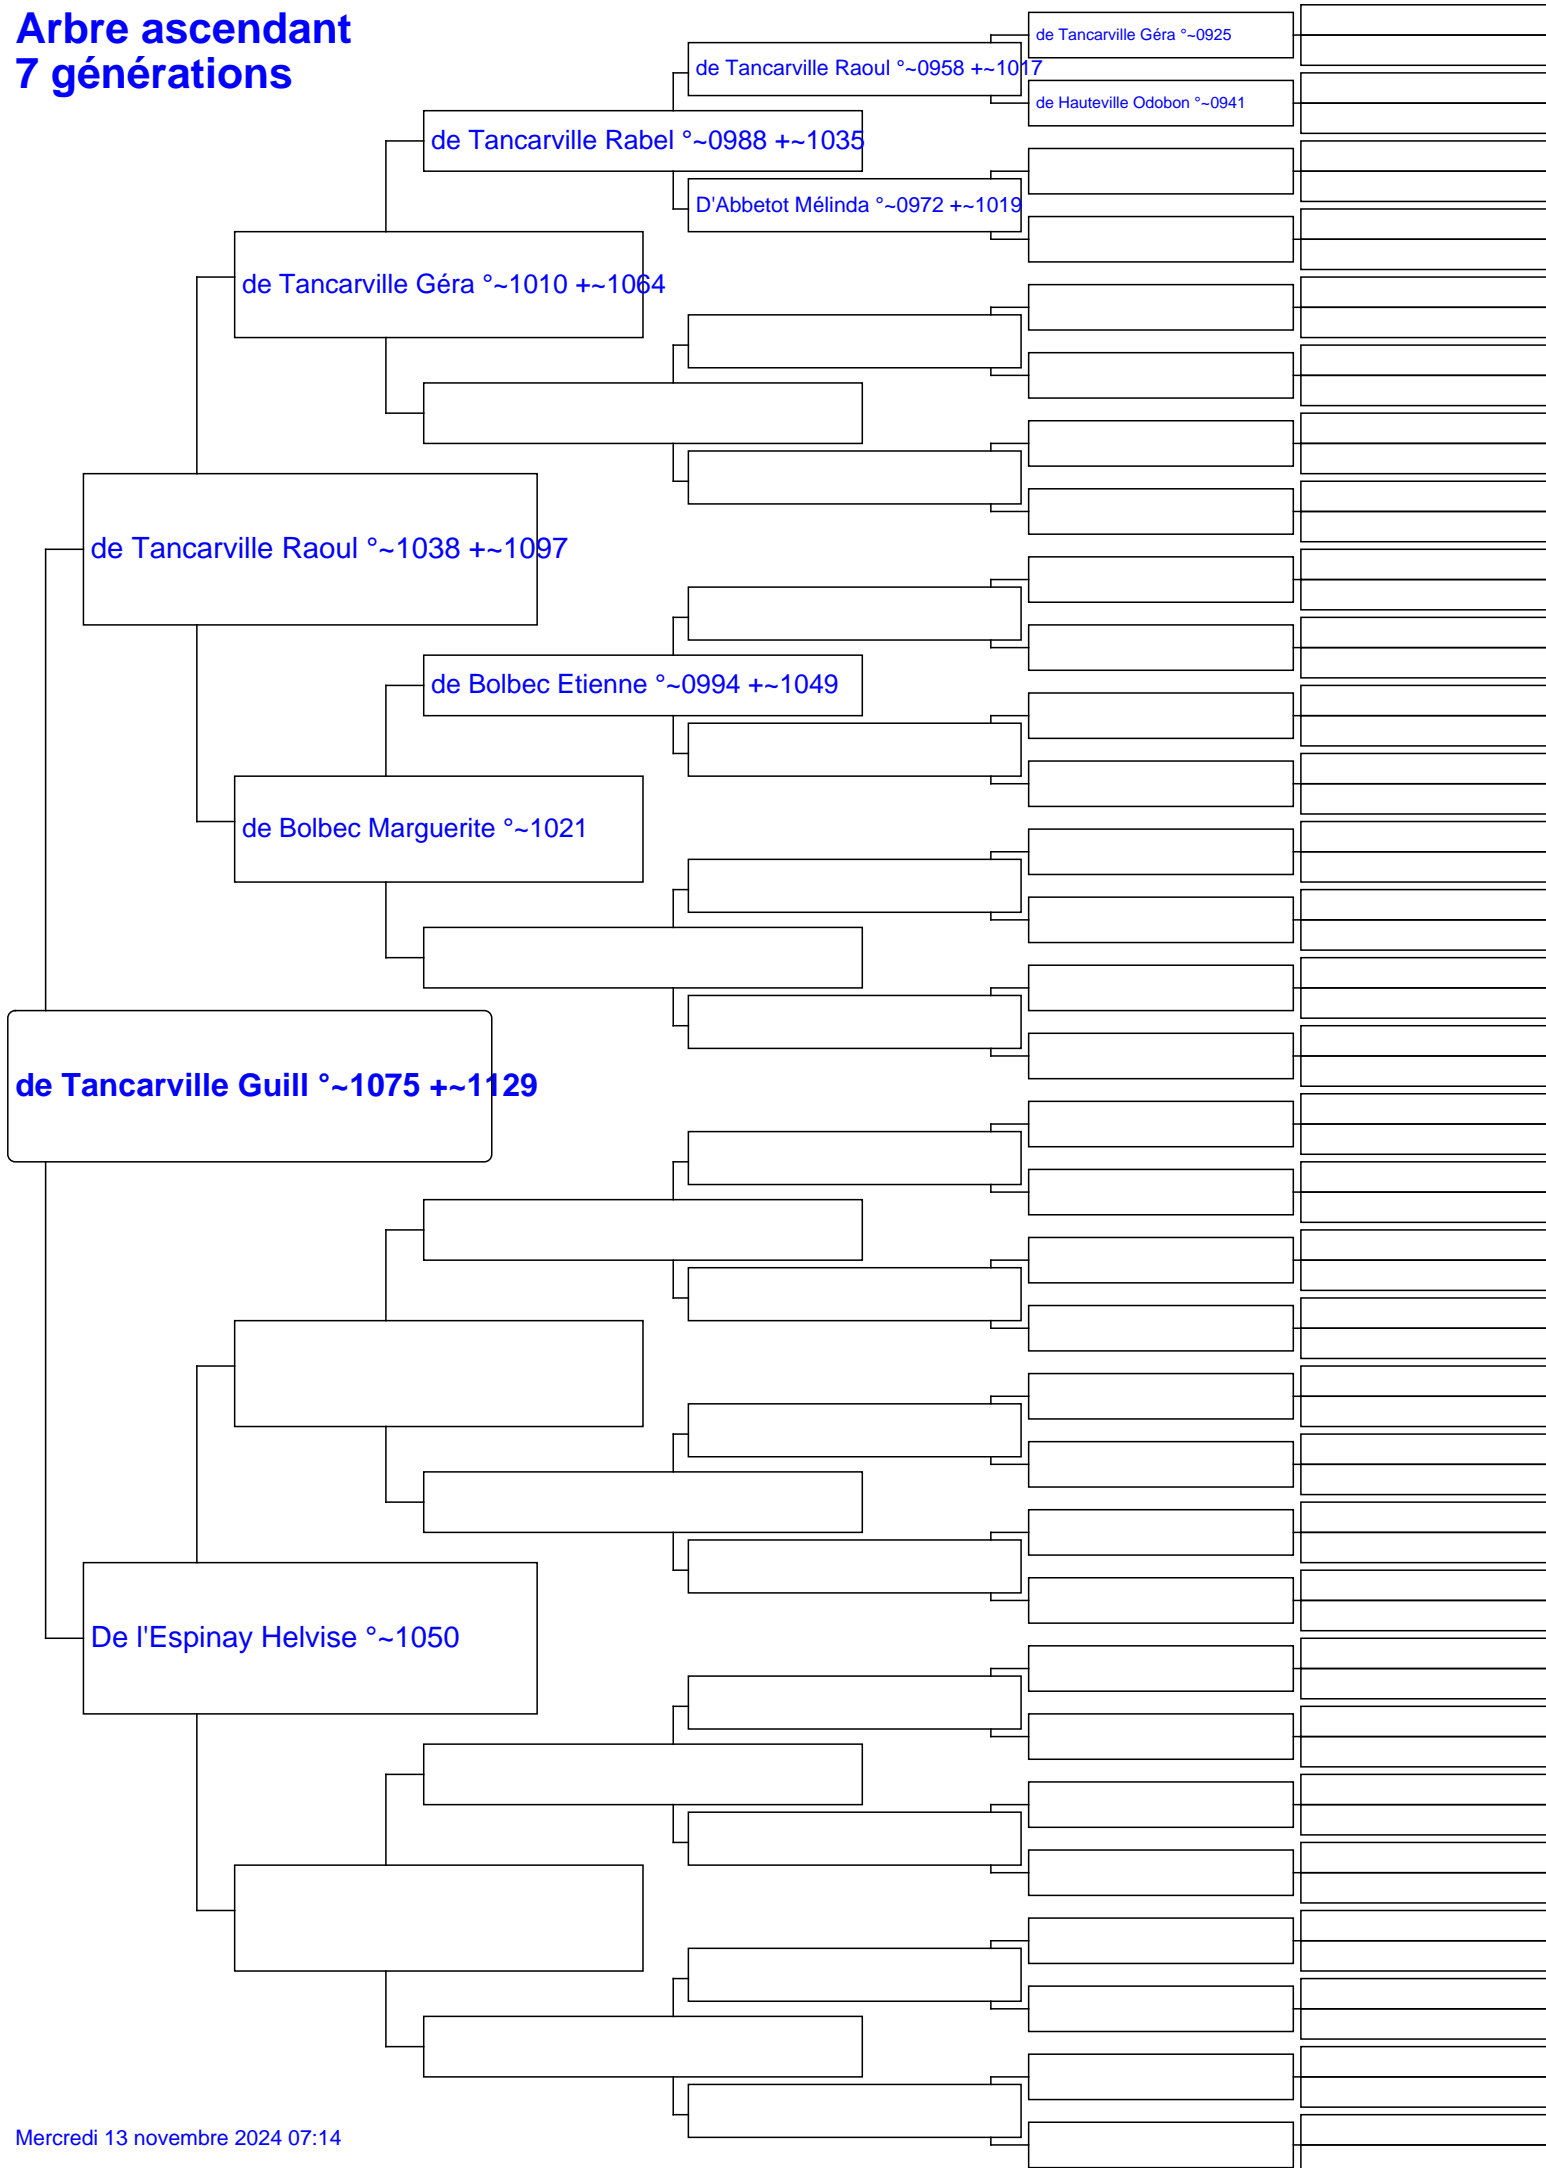 Arbre ascendant
7 générations
de Tancarville Géra °~0925
de Tancarville Raoul °~0958 +~1017
de Hauteville Odobon °~0941
de Tancarville Rabel °~0988 +~1035
D'Abbetot Mélinda °~0972 +~1019
de Tancarville Géra °~1010 +~1064
de Tancarville Raoul °~1038 +~1097
de Bolbec Etienne °~0994 +~1049
de Bolbec Marguerite °~1021
de Tancarville Guill °~1075 +~1129
De l'Espinay Helvise °~1050
Mercredi 13 novembre 2024 07:14